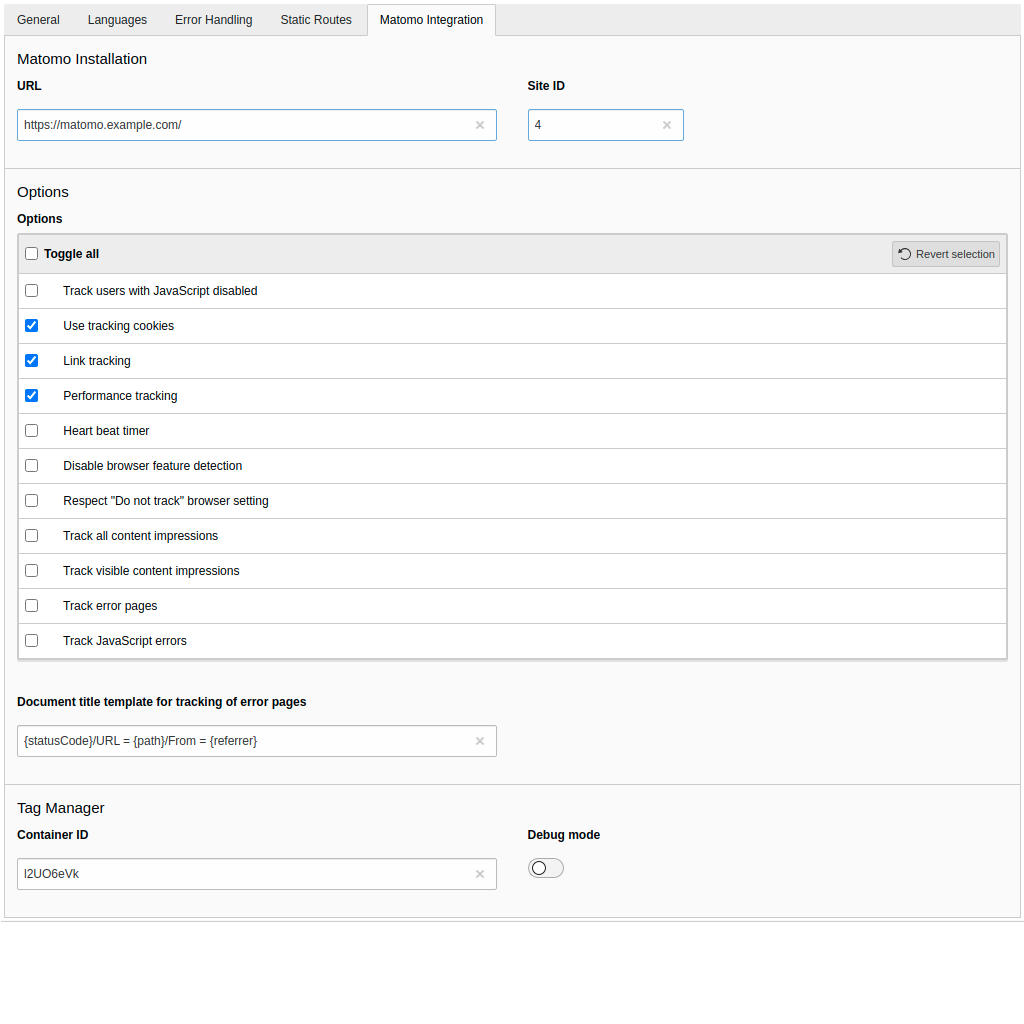 General Languages Error Handling Static Routes Matomo Integration
Matomo Installation
URL Site ID
https://matomo.example.com/ 4
Options
Options
Toggle all Revert selection
Track users with JavaScript disabled
Use tracking cookies
Link tracking
Performance tracking
Heart beat timer
Disable browser feature detection
Respect "Do not track" browser setting
Track all content impressions
Track visible content impressions
Track error pages
Track JavaScript errors
Document title template for tracking of error pages
{statusCode}/URL = {path}/From = {referrer}
Tag Manager
Container ID Debug mode
l2UO6eVk